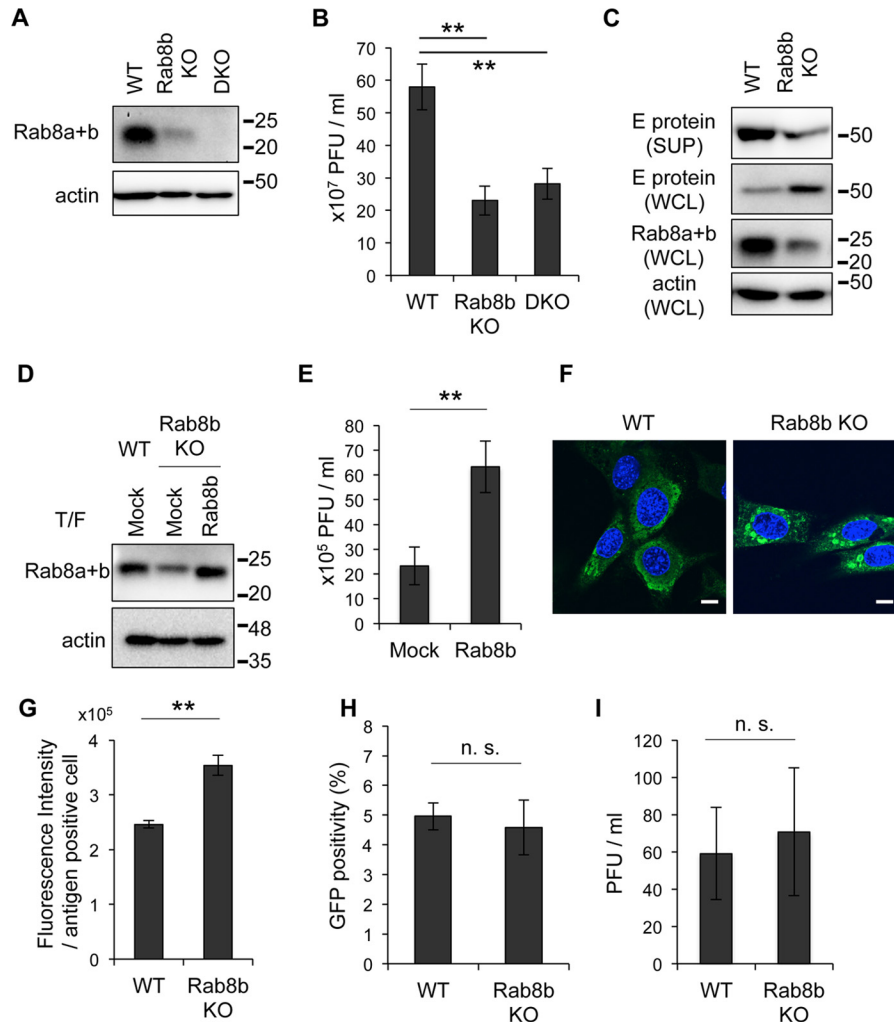 A
WT
Rab8b
KO
DKO
Rab8a+b
25
20
actin
50
B
**
**
x10⁷ PFU / ml
70
60
50
40
30
20
10
0
WT
Rab8b
KO
DKO
C
WT
Rab8b
KO
E protein
(SUP)
50
E protein
(WCL)
50
Rab8a+b
(WCL)
25
20
actin
(WCL)
50
D
Rab8b
KO
WT
T/F
Mock
Mock
Rab8b
Rab8a+b
25
20
actin
48
35
E
**
x10⁵ PFU / ml
80
70
60
50
40
30
20
10
0
Mock
Rab8b
F
WT
Rab8b KO
G
x10⁵
**
Fluorescence Intensity
/ antigen positive cell
4
3
2
1
0
WT
Rab8b
KO
H
n. s.
GFP positivity (%)
8
7
6
5
4
3
2
1
0
WT
Rab8b
KO
I
n. s.
PFU / ml
120
100
80
60
40
20
0
WT
Rab8b
KO